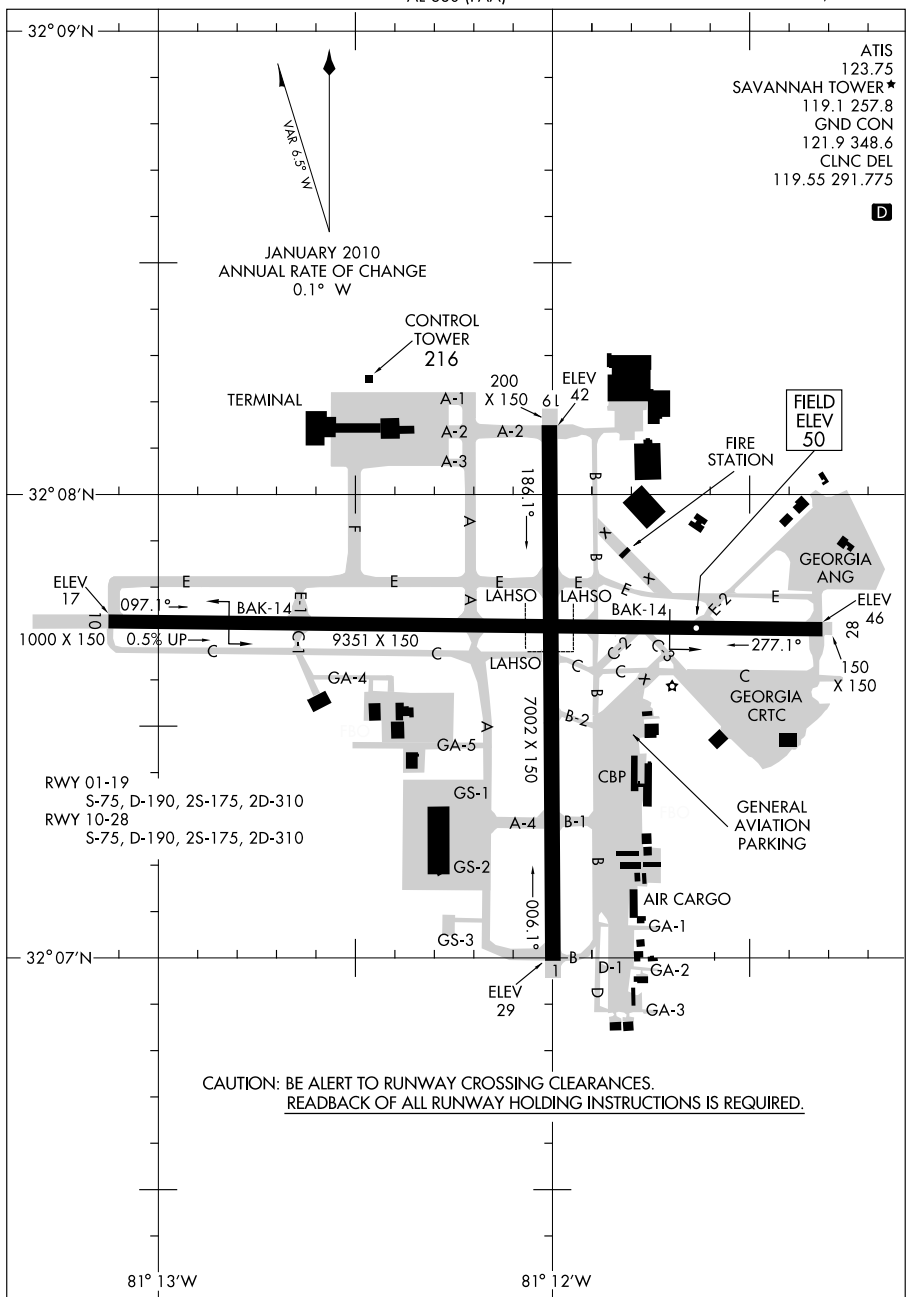 AL-350 (FAA)
32° 09'N
ATIS
123.75
SAVANNAH TOWER★
119.1 257.8
GND CON
121.9 348.6
CLNC DEL
119.55 291.775
D
VAR 6.5° W
JANUARY 2010
ANNUAL RATE OF CHANGE
0.1° W
CONTROL
TOWER
216
TERMINAL
A-1
A-2
A-2
A-3
200
X 150
19
ELEV
42
FIELD
ELEV
50
FIRE
STATION
32° 08'N
186.1°
A
B
X
F
B
X
GEORGIA
ANG
ELEV
17
E
E-1
E
E
A
E
E
E-2
E
ELEV
46
097.1°
BAK-14
LAHSO
LAHSO
BAK-14
10
28
1000 X 150
0.5% UP
9351 X 150
277.1°
C
C-1
C
LAHSO
C
C-2
C
C-3
C
150
X 150
GA-4
X
B
GEORGIA
CRTC
7002 X 150
B-2
A
GA-5
RWY 01-19
S-75, D-190, 2S-175, 2D-310
RWY 10-28
S-75, D-190, 2S-175, 2D-310
GS-1
CBP
A-4
B-1
GENERAL
AVIATION
PARKING
GS-2
B
006.1°
AIR CARGO
GA-1
GS-3
32° 07'N
1
B
D-1
GA-2
ELEV
29
D
GA-3
CAUTION: BE ALERT TO RUNWAY CROSSING CLEARANCES.
READBACK OF ALL RUNWAY HOLDING INSTRUCTIONS IS REQUIRED.
81° 13'W
81° 12'W